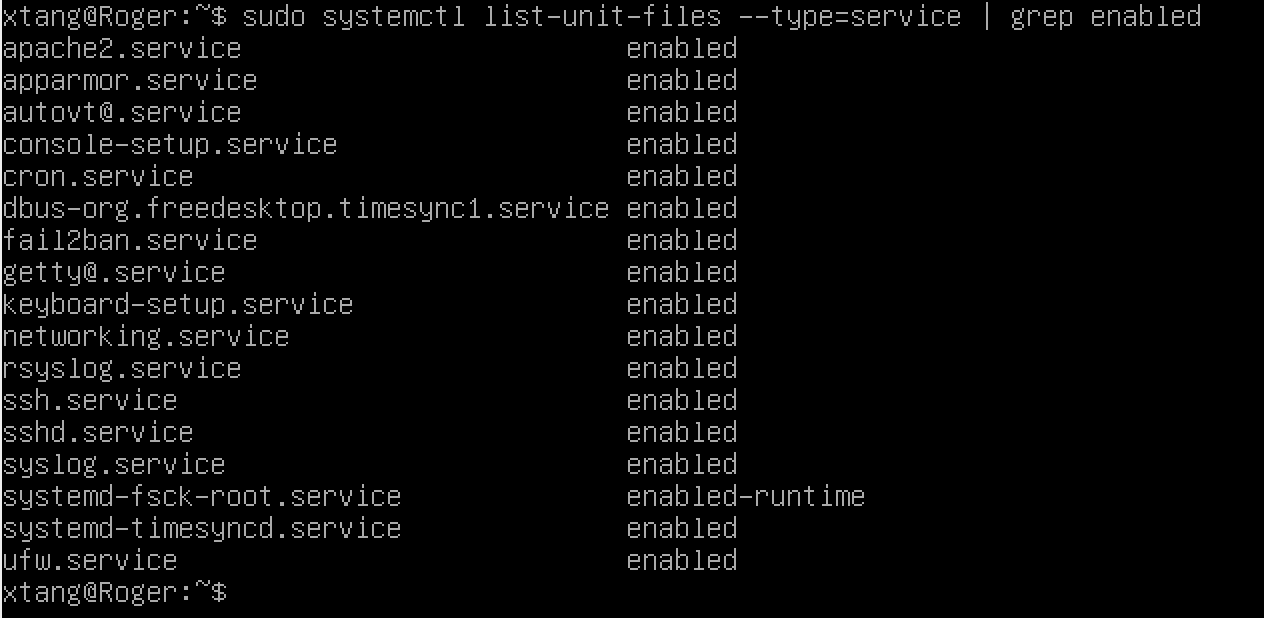 xtang@Roger:~$ sudo systemctl list-unit-files --type=service | grep enabled
apache2.service                        enabled
apparmor.service                       enabled
autovt@.service                        enabled
console-setup.service                  enabled
cron.service                           enabled
dbus-org.freedesktop.timesync1.service enabled
fail2ban.service                       enabled
getty@.service                         enabled
keyboard-setup.service                 enabled
networking.service                     enabled
rsyslog.service                        enabled
ssh.service                            enabled
sshd.service                           enabled
syslog.service                         enabled
systemd-fsck-root.service              enabled-runtime
systemd-timesyncd.service              enabled
ufw.service                            enabled
xtang@Roger:~$